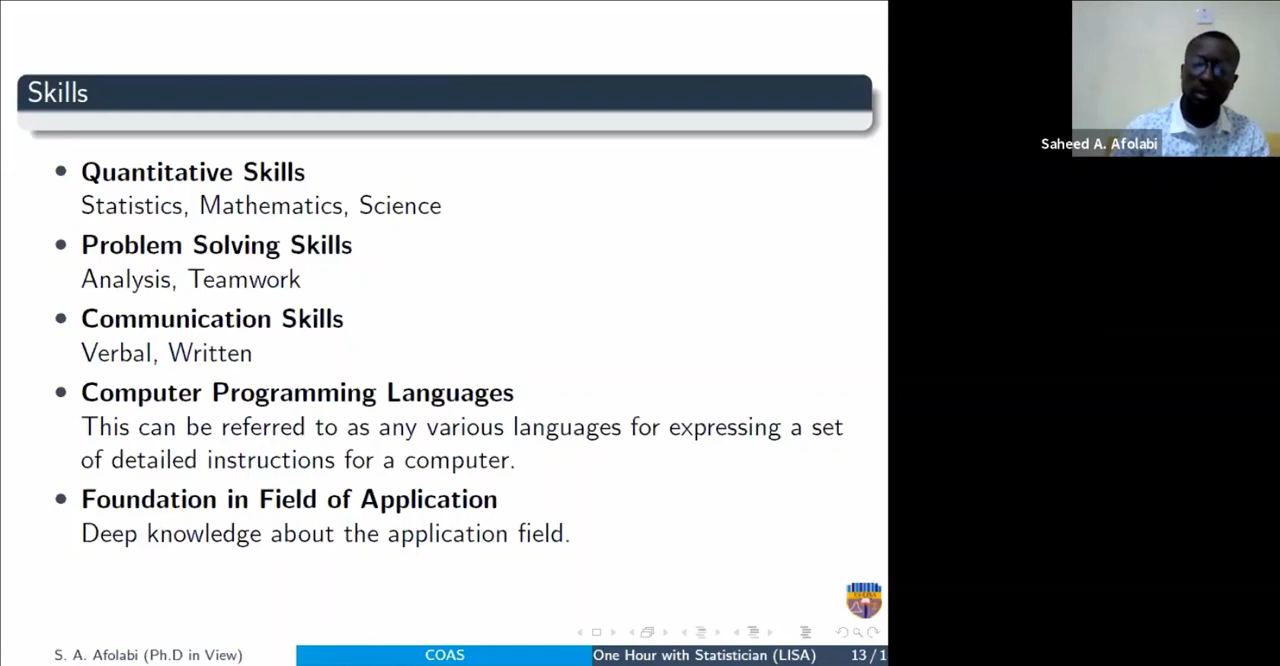 Skills
Saheed A. Afolabi
Quantitative Skills
Statistics, Mathematics, Science
Problem Solving Skills
Analysis, Teamwork
Communication Skills
Verbal, Written
Computer Programming Languages
This can be referred to as any various languages for expressing a set
of detailed instructions for a computer.
Foundation in Field of Application
Deep knowledge about the application field.
S. A. Afolabi (Ph.D in View)
COAS
One Hour with Statistician (LISA)
13 / 1